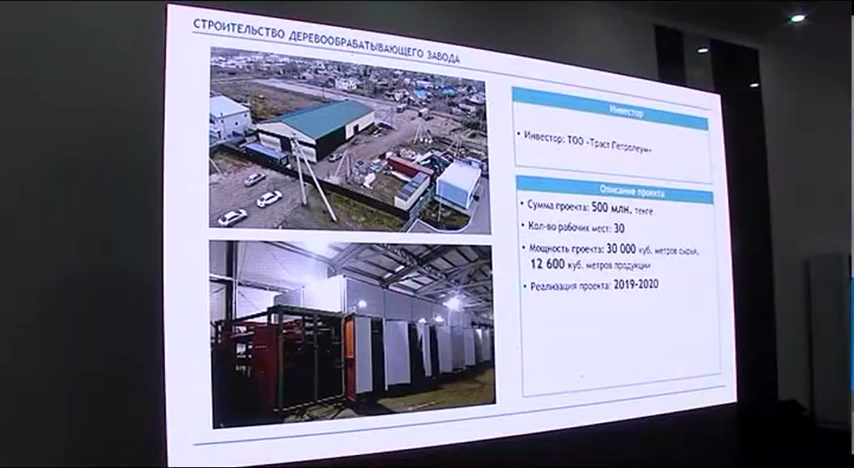 СТРОИТЕЛЬСТВО ДЕРЕВООБРАБАТЫВАЮЩЕГО ЗАВОДА
Инвестор
• Инвестор: ТОО «Трэст Петролеум»
Описание проекта
• Сумма проекта: 500 млн. тенге
• Кол-во рабочих мест: 30
• Мощность проекта: 30 000 куб. метров сырья,
12 600 куб. метров продукции
• Реализация проекта: 2019-2020